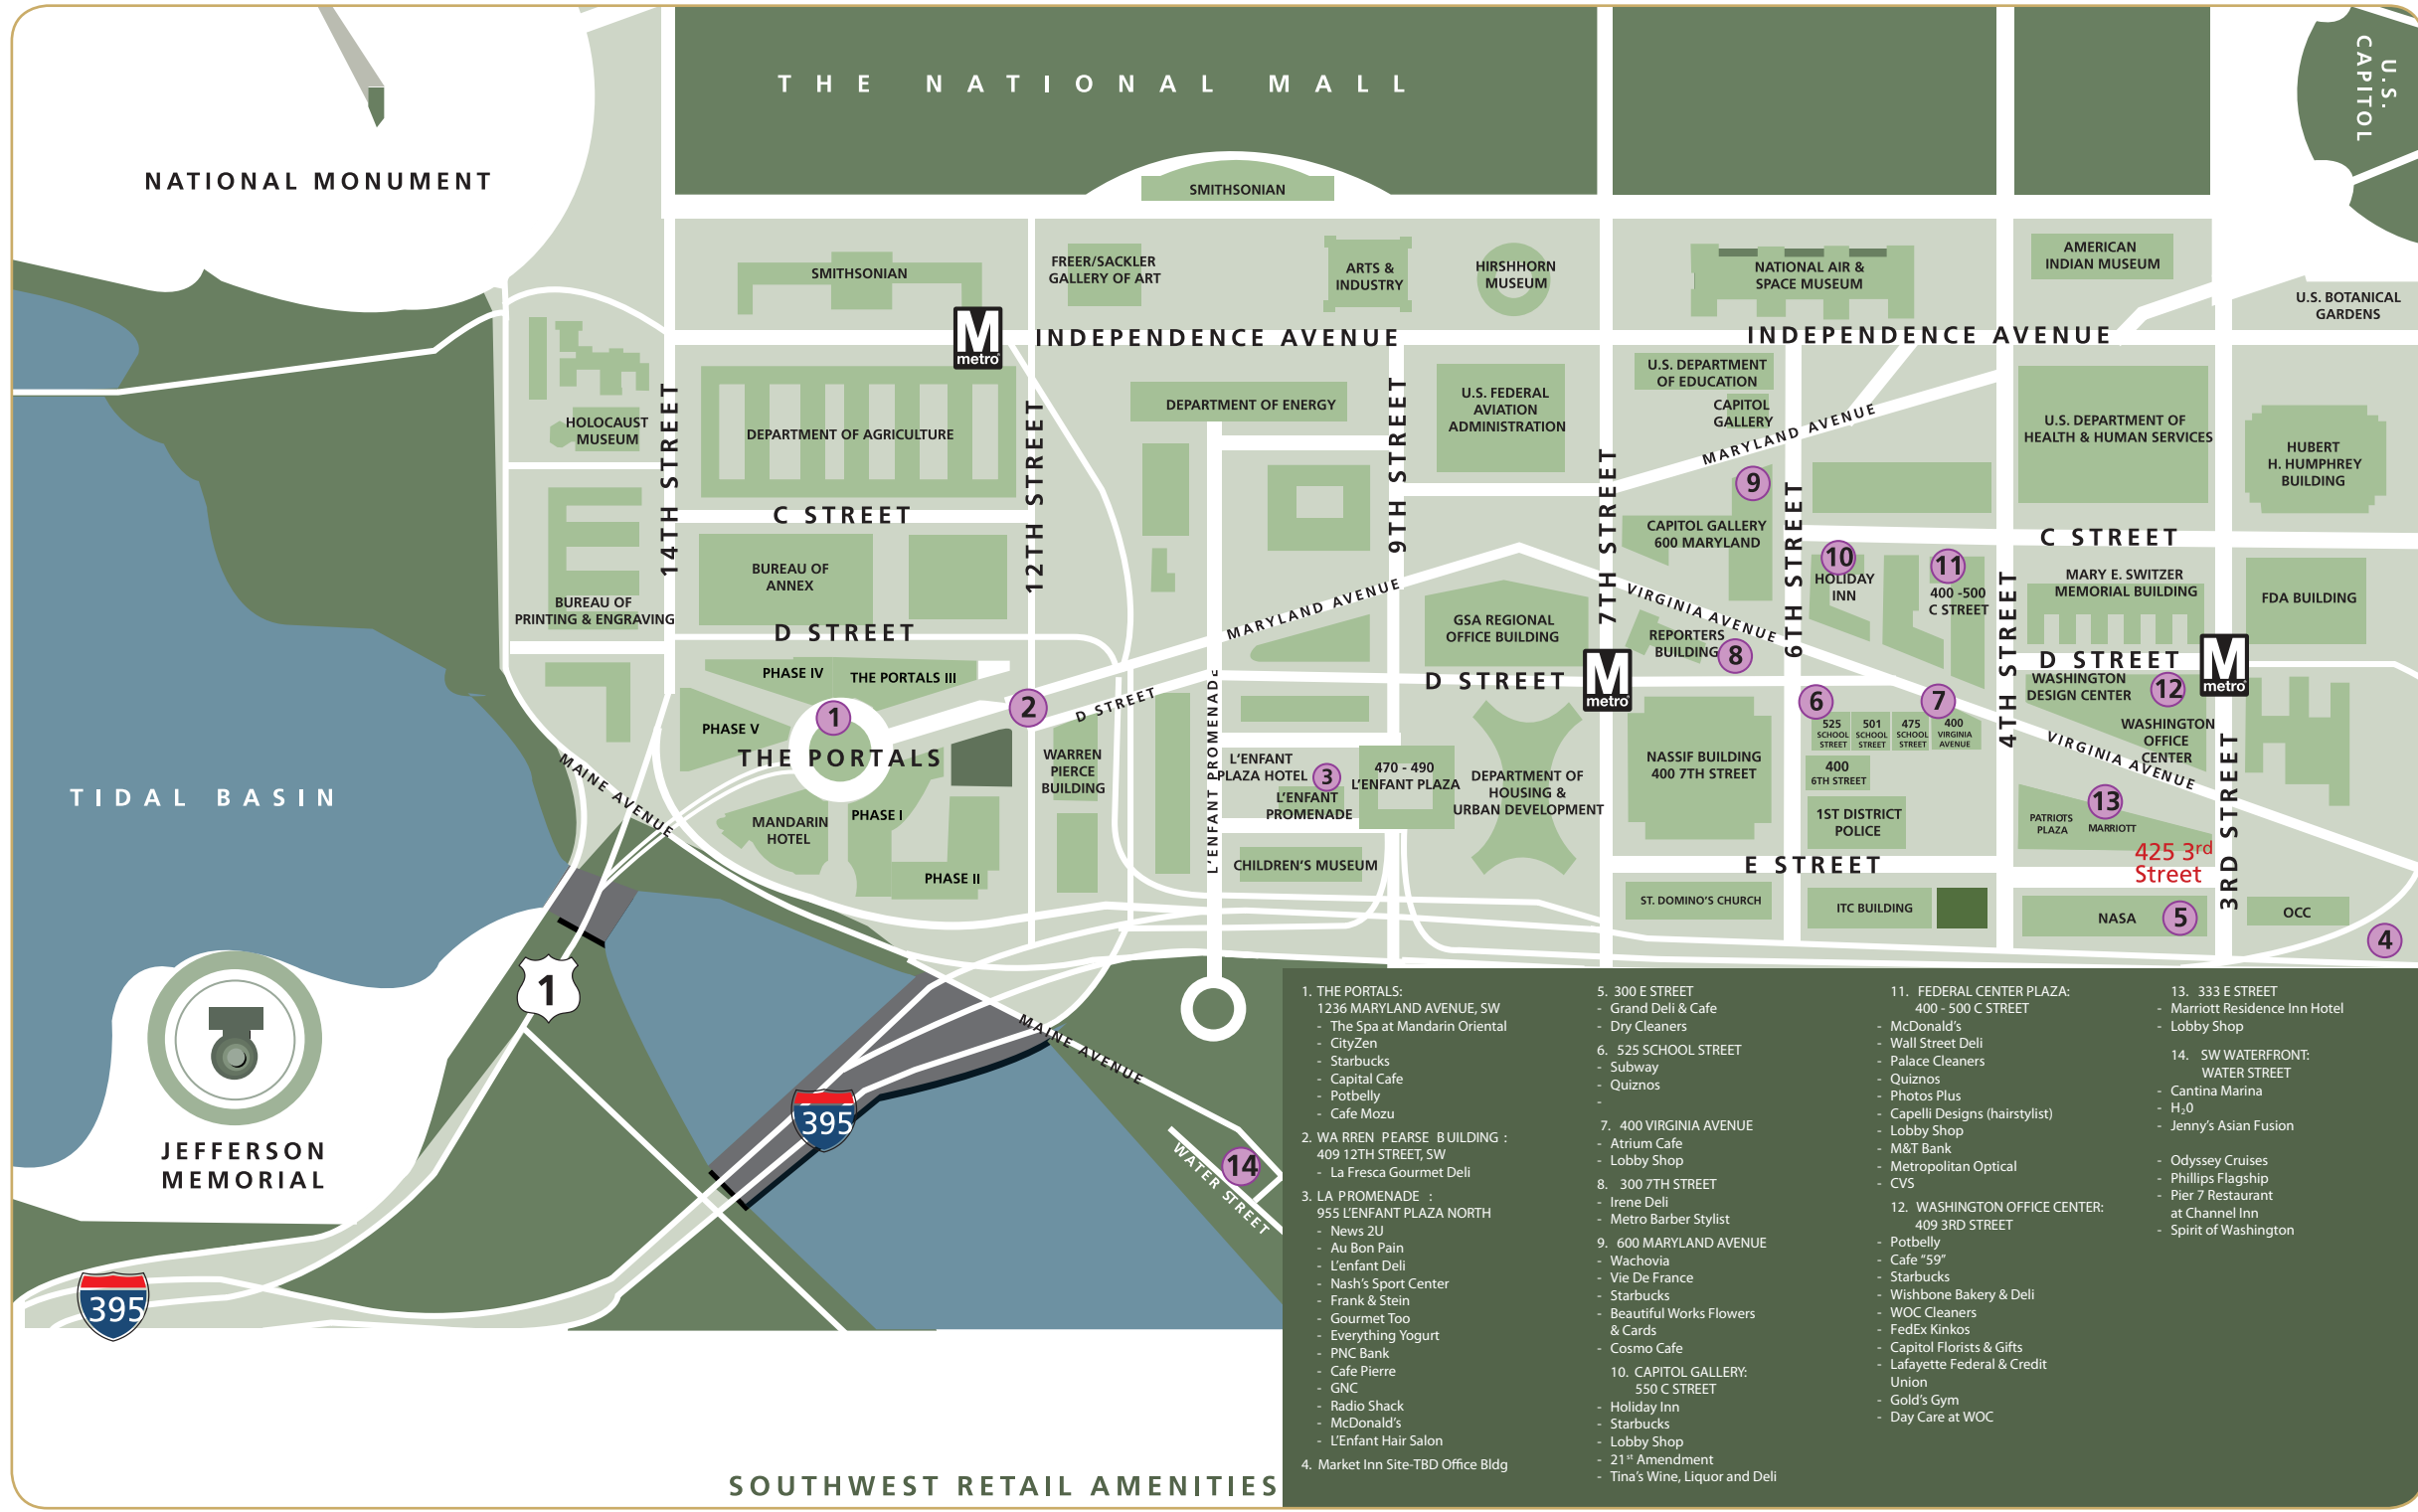 THE NATIONAL MALL
U.S. CAPITOL
NATIONAL MONUMENT
SMITHSONIAN
SMITHSONIAN
FREER/SACKLER
GALLERY OF ART
ARTS &
INDUSTRY
HIRSHHORN
MUSEUM
NATIONAL AIR &
SPACE MUSEUM
AMERICAN
INDIAN MUSEUM
U.S. BOTANICAL
GARDENS
M
metro
INDEPENDENCE AVENUE
INDEPENDENCE AVENUE
HOLOCAUST
MUSEUM
14TH STREET
DEPARTMENT OF AGRICULTURE
12TH STREET
DEPARTMENT OF ENERGY
9TH STREET
U.S. FEDERAL
AVIATION
ADMINISTRATION
U.S. DEPARTMENT
OF EDUCATION
CAPITOL
GALLERY
MARYLAND AVENUE
U.S. DEPARTMENT OF
HEALTH & HUMAN SERVICES
HUBERT
H. HUMPHREY
BUILDING
7TH STREET
9
6TH STREET
C STREET
CAPITOL GALLERY
600 MARYLAND
C STREET
10
HOLIDAY
INN
11
400 -500
C STREET
4TH STREET
MARY E. SWITZER
MEMORIAL BUILDING
FDA BUILDING
BUREAU OF
ANNEX
BUREAU OF
PRINTING & ENGRAVING
D STREET
MARYLAND AVENUE
GSA REGIONAL
OFFICE BUILDING
VIRGINIA AVENUE
REPORTERS
BUILDING
8
D STREET
M
metro
PHASE IV
THE PORTALS III
L'ENFANT PROMENADE
D STREET
M
metro
WASHINGTON
DESIGN CENTER
12
PHASE V
1
2
D STREET
6
7
525
SCHOOL
STREET
501
SCHOOL
STREET
475
SCHOOL
STREET
400
VIRGINIA
AVENUE
WASHINGTON
OFFICE
CENTER
VIRGINIA AVENUE
3RD STREET
THE PORTALS
WARREN
PIERCE
BUILDING
L'ENFANT
PLAZA HOTEL
3
L'ENFANT
PROMENADE
470 - 490
L'ENFANT PLAZA
DEPARTMENT OF
HOUSING &
URBAN DEVELOPMENT
NASSIF BUILDING
400 7TH STREET
400
6TH STREET
TIDAL BASIN
MAINE AVENUE
MANDARIN
HOTEL
PHASE I
1ST DISTRICT
POLICE
13
PATRIOTS
PLAZA
MARRIOTT
425 3rd
Street
CHILDREN'S MUSEUM
E STREET
PHASE II
ST. DOMINO'S CHURCH
ITC BUILDING
NASA
5
OCC
4
1
JEFFERSON
MEMORIAL
MAINE AVENUE
395
WATER STREET
14
395
SOUTHWEST RETAIL AMENITIES
1. THE PORTALS:
1236 MARYLAND AVENUE, SW
- The Spa at Mandarin Oriental
- CityZen
- Starbucks
- Capital Cafe
- Potbelly
- Cafe Mozu
2. WA RREN PEARSE B UILDING :
409 12TH STREET, SW
- La Fresca Gourmet Deli
3. LA PROMENADE :
955 L'ENFANT PLAZA NORTH
- News 2U
- Au Bon Pain
- L'enfant Deli
- Nash's Sport Center
- Frank & Stein
- Gourmet Too
- Everything Yogurt
- PNC Bank
- Cafe Pierre
- GNC
- Radio Shack
- McDonald's
- L'Enfant Hair Salon
4. Market Inn Site-TBD Office Bldg
5. 300 E STREET
- Grand Deli & Cafe
- Dry Cleaners
6. 525 SCHOOL STREET
- Subway
- Quiznos
-
7. 400 VIRGINIA AVENUE
- Atrium Cafe
- Lobby Shop
8. 300 7TH STREET
- Irene Deli
- Metro Barber Stylist
9. 600 MARYLAND AVENUE
- Wachovia
- Vie De France
- Starbucks
- Beautiful Works Flowers
& Cards
- Cosmo Cafe
10. CAPITOL GALLERY:
550 C STREET
- Holiday Inn
- Starbucks
- Lobby Shop
- 21st Amendment
- Tina's Wine, Liquor and Deli
11. FEDERAL CENTER PLAZA:
400 - 500 C STREET
- McDonald's
- Wall Street Deli
- Palace Cleaners
- Quiznos
- Photos Plus
- Capelli Designs (hairstylist)
- Lobby Shop
- M&T Bank
- Metropolitan Optical
- CVS
12. WASHINGTON OFFICE CENTER:
409 3RD STREET
- Potbelly
- Cafe "59"
- Starbucks
- Wishbone Bakery & Deli
- WOC Cleaners
- FedEx Kinkos
- Capitol Florists & Gifts
- Lafayette Federal & Credit
Union
- Gold's Gym
- Day Care at WOC
13. 333 E STREET
- Marriott Residence Inn Hotel
- Lobby Shop
14. SW WATERFRONT:
WATER STREET
- Cantina Marina
- H₂0
- Jenny's Asian Fusion
- Odyssey Cruises
- Phillips Flagship
- Pier 7 Restaurant
at Channel Inn
- Spirit of Washington